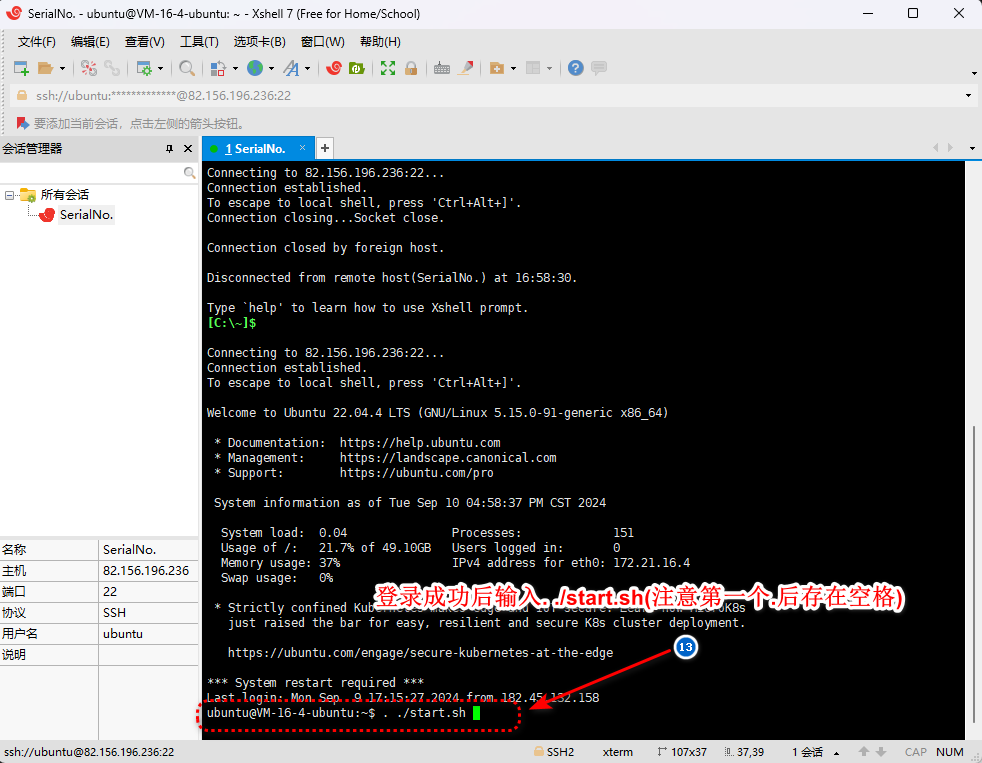 SerialNo. - ubuntu@VM-16-4-ubuntu: ~ - Xshell 7 (Free for Home/School)
文件(F) 编辑(E) 查看(V) 工具(T) 选项卡(B) 窗口(W) 帮助(H)
ssh://ubuntu:*************@82.156.196.236:22
要添加当前会话，点击左侧的箭头按钮。
会话管理器
1 SerialNo.
所有会话
SerialNo.
Connecting to 82.156.196.236:22...
Connection established.
To escape to local shell, press 'Ctrl+Alt+]'.
Connection closing...Socket close.
Connection closed by foreign host.
Disconnected from remote host(SerialNo.) at 16:58:30.
Type `help' to learn how to use Xshell prompt.
[C:\~]$
Connecting to 82.156.196.236:22...
Connection established.
To escape to local shell, press 'Ctrl+Alt+]'.
Welcome to Ubuntu 22.04.4 LTS (GNU/Linux 5.15.0-91-generic x86_64)
* Documentation: https://help.ubuntu.com
* Management: https://landscape.canonical.com
* Support: https://ubuntu.com/pro
System information as of Tue Sep 10 04:58:37 PM CST 2024
System load: 0.04 Processes: 151
Usage of /: 21.7% of 49.10GB Users logged in: 0
Memory usage: 37% IPv4 address for eth0: 172.21.16.4
Swap usage: 0%
登录成功后输入. ./start.sh(注意第一个.后存在空格)
* Strictly confined
just raised the bar for easy, resilient and secure K8s cluster deployment.
13
https://ubuntu.com/engage/secure-kubernetes-at-the-edge
*** System restart required ***
Last login: Mon Sep 9 17:15:27 2024 from
ubuntu@VM-16-4-ubuntu:~$ . ./start.sh
名称 SerialNo.
主机 82.156.196.236
端口 22
协议 SSH
用户名 ubuntu
说明
ssh://ubuntu@82.156.196.236:22 SSH2 xterm 107x37 37,39 1 会话 CAP NUM